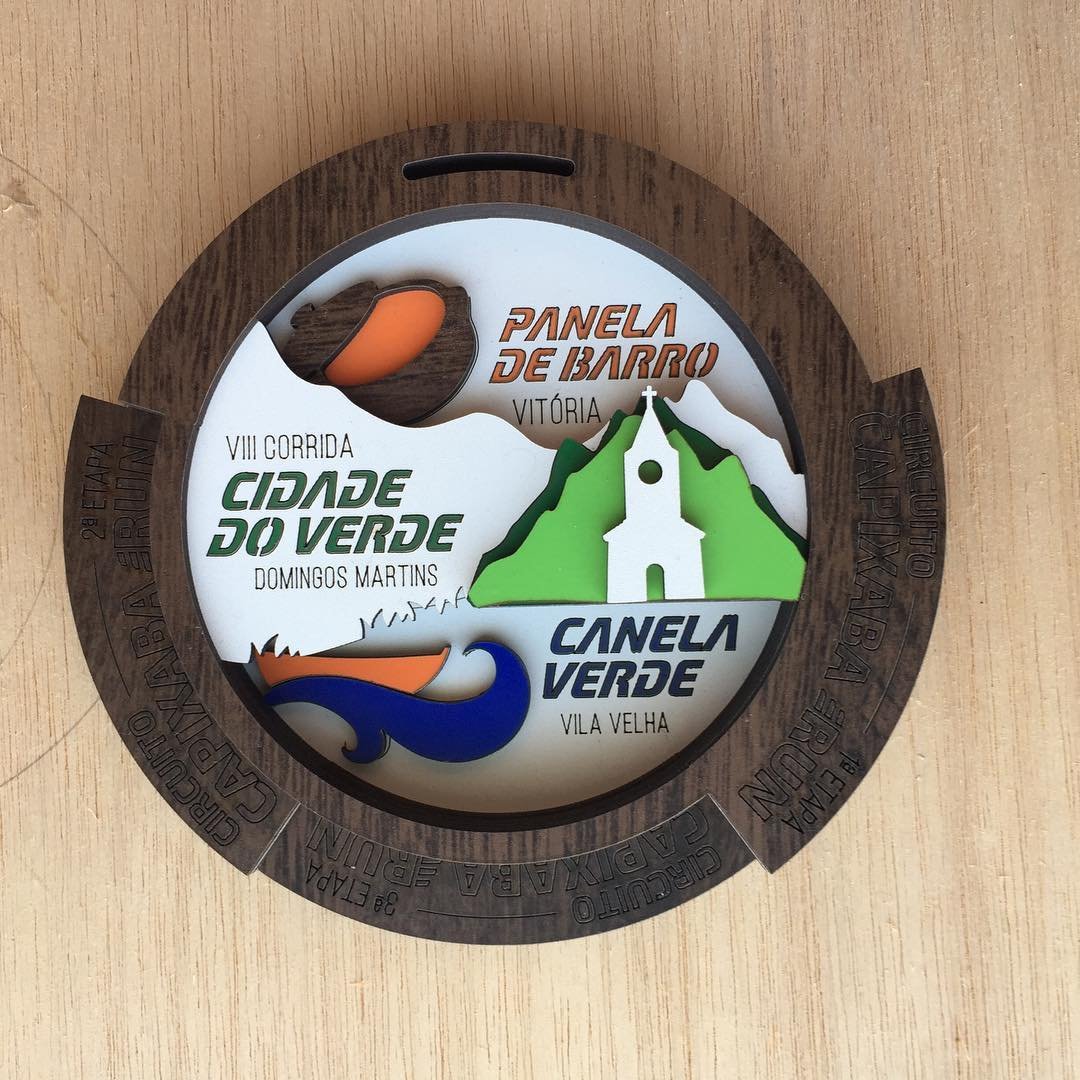 PANELA
DE BARRO
VITÓRIA
VIII CORRIDA
CIDADE
DO VERDE
DOMINGOS MARTINS
CANELA
VERDE
VILA VELHA
2ª ETAPA
CIRCUITO
CAPIXABA RUN
3ª ETAPA
CIRCUITO
CAPIXABA RUN
1ª ETAPA
CIRCUITO
CAPIXABA RUN